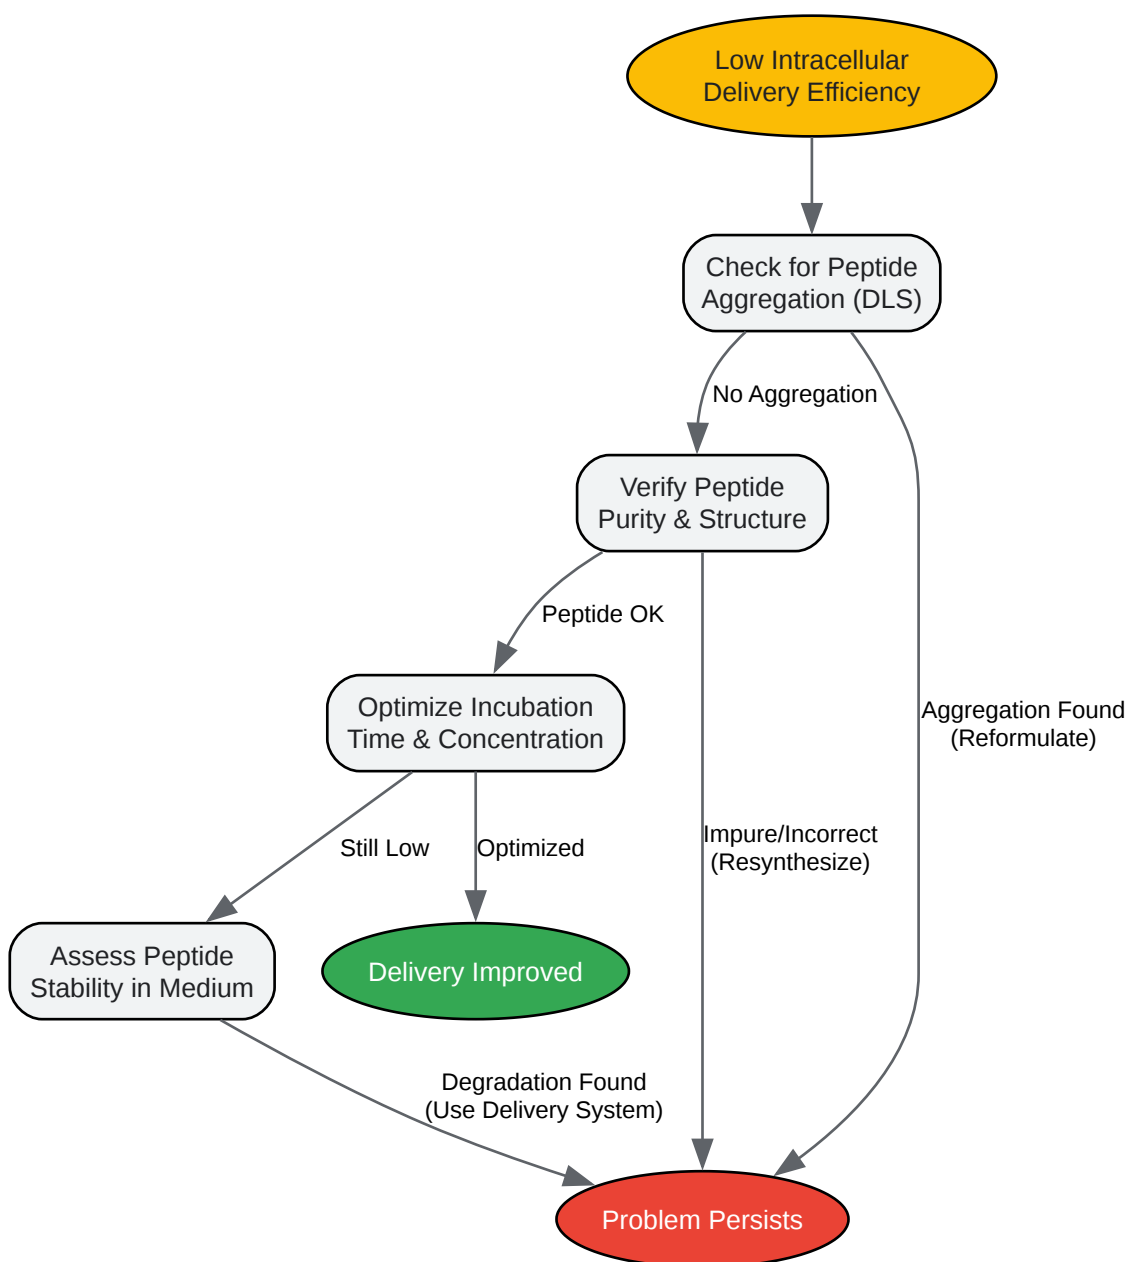 Low Intracellular
Delivery Efficiency
Check for Peptide
Aggregation (DLS)
No Aggregation
Verify Peptide
Purity & Structure
Peptide OK
Optimize Incubation
Time & Concentration
Aggregation Found
(Reformulate)
Still Low
Optimized
Impure/Incorrect
(Resynthesize)
Assess Peptide
Stability in Medium
Delivery Improved
Degradation Found
(Use Delivery System)
Problem Persists